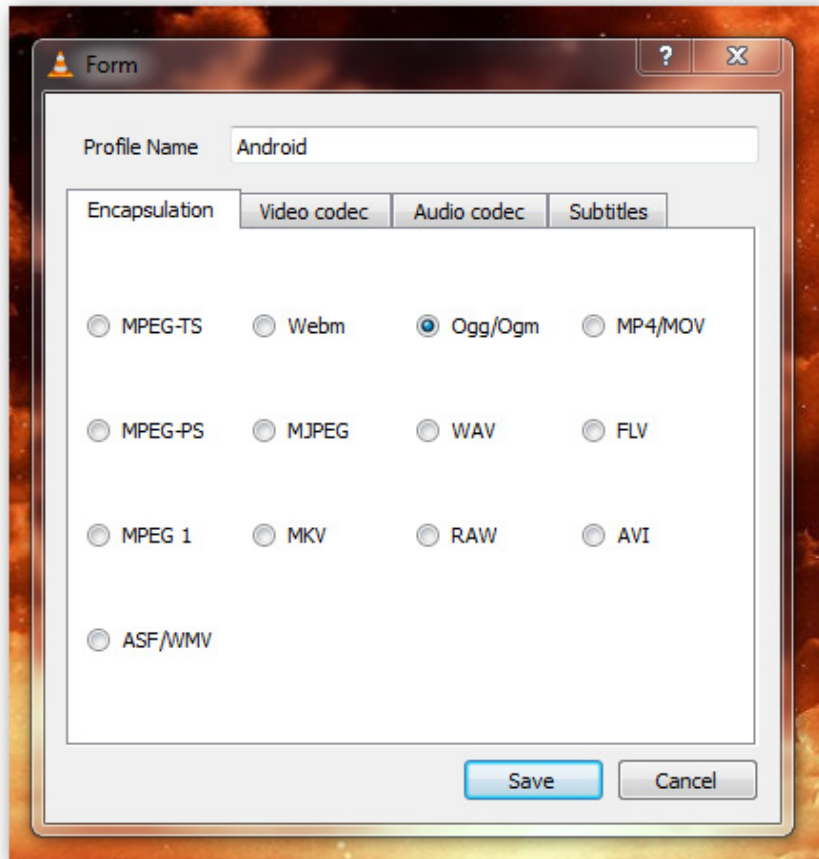 Form
Profile Name Android
Encapsulation Video codec Audio codec Subtitles
MPEG-TS Webm Ogg/Ogm MP4/MOV
MPEG-PS MJPEG WAV FLV
MPEG 1 MKV RAW AVI
ASF/WMV
Save Cancel